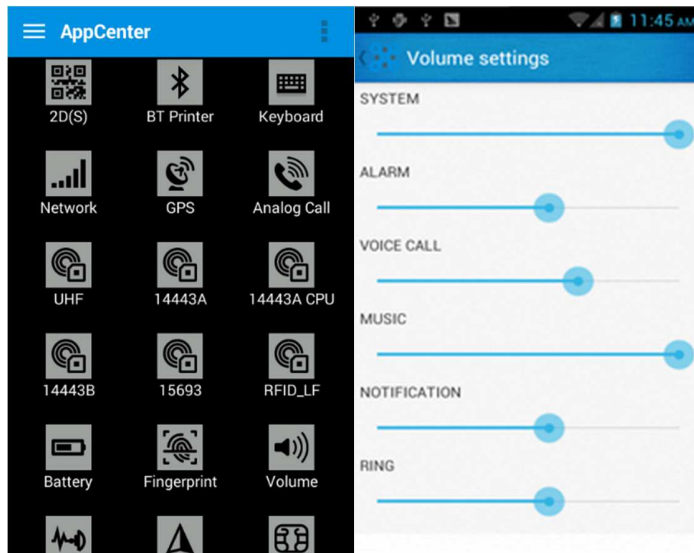 AppCenter
2D(S) BT Printer Keyboard
Network GPS Analog Call
UHF 14443A 14443A CPU
14443B 15693 RFID_LF
Battery Fingerprint Volume
11:45 AM
Volume settings
SYSTEM
ALARM
VOICE CALL
MUSIC
NOTIFICATION
RING